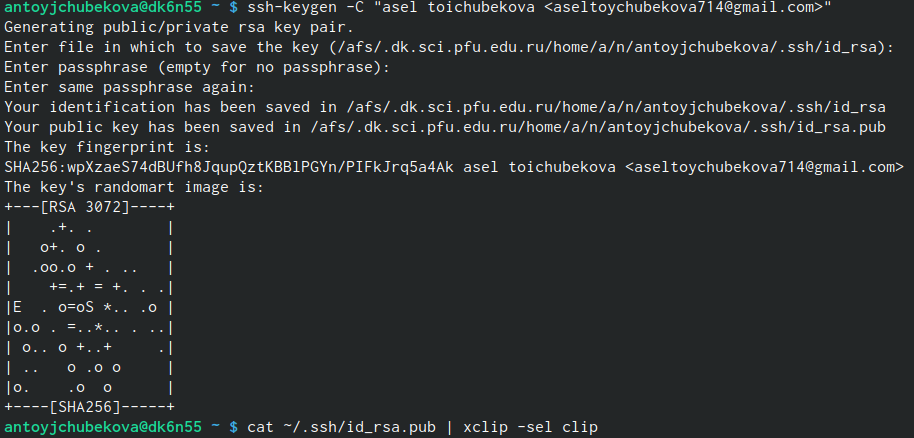 antoyjchubekova@dk6n55 ~ $ ssh-keygen -C "asel toichubekova <aseltoychubekova714@gmail.com>"
Generating public/private rsa key pair.
Enter file in which to save the key (/afs/.dk.sci.pfu.edu.ru/home/a/n/antoyjchubekova/.ssh/id_rsa):
Enter passphrase (empty for no passphrase):
Enter same passphrase again:
Your identification has been saved in /afs/.dk.sci.pfu.edu.ru/home/a/n/antoyjchubekova/.ssh/id_rsa
Your public key has been saved in /afs/.dk.sci.pfu.edu.ru/home/a/n/antoyjchubekova/.ssh/id_rsa.pub
The key fingerprint is:
SHA256:wpXzaeS74dBUfh8JqupQztKBBlPGYn/PIFkJrq5a4Ak asel toichubekova <aseltoychubekova714@gmail.com>
The key's randomart image is:
+---[RSA 3072]----+
|    .+. .        |
|   o+. o .       |
|  .oo.o + . ..   |
|    +=.+ = +. . .|
|E  . o=oS *.. .o |
|o.o . =..*.. . ..|
| o.. o +..+     .|
| ..   o .o o     |
|o.    .o  o      |
+----[SHA256]-----+
antoyjchubekova@dk6n55 ~ $ cat ~/.ssh/id_rsa.pub | xclip -sel clip